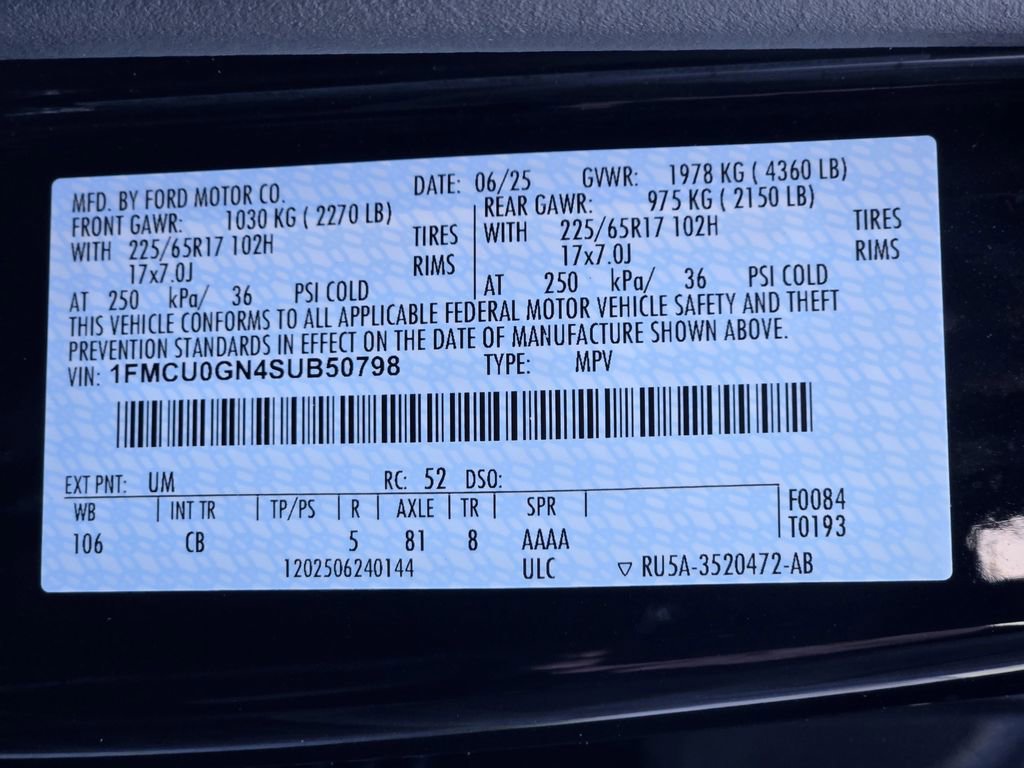 MFD. BY FORD MOTOR CO. DATE: 06/25 GVWR: 1978 KG ( 4360 LB)
FRONT GAWR: 1030 KG ( 2270 LB) REAR GAWR: 975 KG ( 2150 LB)
WITH 225/65R17 102H TIRES WITH 225/65R17 102H TIRES
17x7.0J RIMS 17x7.0J RIMS
AT 250 kPa/ 36 PSI COLD AT 250 kPa/ 36 PSI COLD
THIS VEHICLE CONFORMS TO ALL APPLICABLE FEDERAL MOTOR VEHICLE SAFETY AND THEFT
PREVENTION STANDARDS IN EFFECT ON THE DATE OF MANUFACTURE SHOWN ABOVE.
VIN: 1FMCU0GN4SUB50798 TYPE: MPV
EXT PNT: UM RC: 52 DSO:
WB INT TR TP/PS R AXLE TR SPR F0084
106 CB 5 81 8 AAAA T0193
1202506240144 ULC ▽ RU5A-3520472-AB